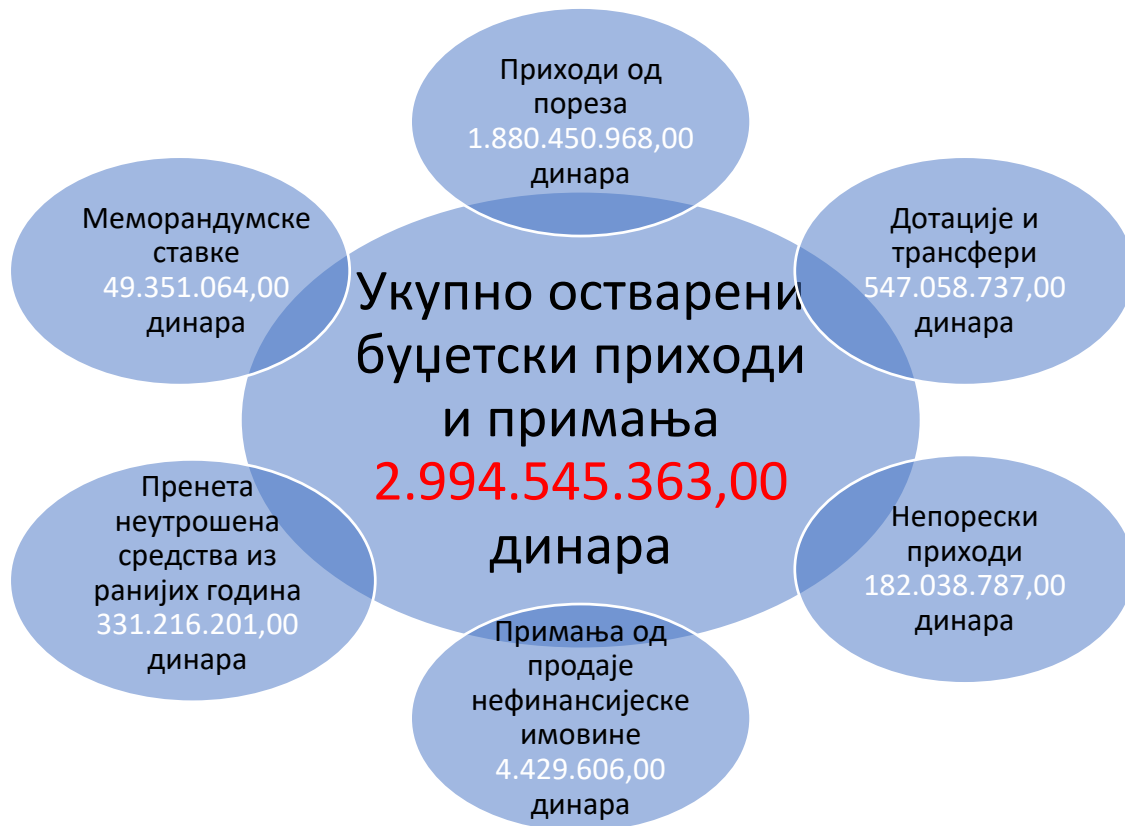 Приходи од
пореза
1.880.450.968,00
динара
Меморандумске
ставке
49.351.064,00
динара
Дотације и
трансфери
547.058.737,00
динара
Укупно остварени
буџетски приходи
и примања
2.994.545.363,00
динара
Пренета
неутрошена
средства из
ранијих година
331.216.201,00
динара
Непорески
приходи
182.038.787,00
динара
Примања од
продаје
нефинансијеске
имовине
4.429.606,00
динара